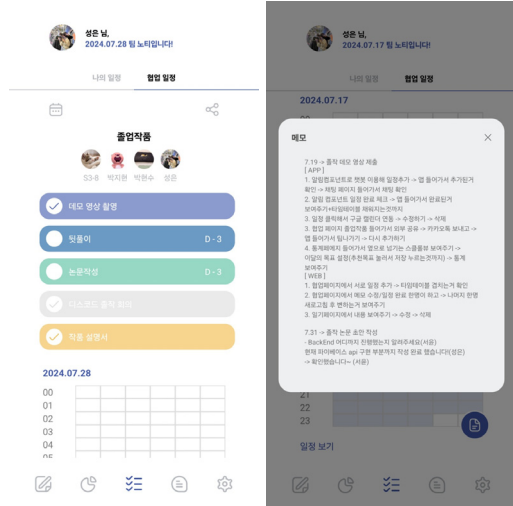 성은 님,
2024.07.28 팀 노티입니다!
나의 일정 협업 일정
졸업작품
S3-8 박지현 박현수 성은
데모 영상 촬영
뒷풀이 D - 3
논문작성 D - 3
작품 설명서
2024.07.28
00
01
02
03
04
05
성은 님,
2024.07.17 팀 노티입니다!
나의 일정 협업 일정
2024.07.17
메모
7.19 -> 졸작 데모 영상 제출
[ APP ]
1. 알림컴포넌트로 챗봇 이용해 일정추가 -> 앱 들어가서 추가된거
확인 -> 채팅 페이지 들어가서 채팅 확인
2. 알림 컴포넌트 일정 완료 체크 -> 앱 들어가서 완료된거
보여주기+타임테이블 채워지는것까지
3. 일정 클릭해서 구글 캘린더 연동 -> 수정하기 -> 삭제
3. 협업 페이지 졸업작품 들어가서 외부 공유 -> 카카오톡 보내고 ->
앱 들어가서 팀나가기 -> 다시 추가하기
4. 통계페에지 들어가서 옆으로 넘기는 스클롤뷰 보여주기 ->
이달의 목표 설정(추천목표 눌러서 저장 누르는것까지) -> 통계
보여주기
[ WEB ]
1. 협업페이지에서 서로 일정 추가 -> 타임테이블 겹치는거 확인
2. 협업페이지에서 메모 수정/일정 완료 한명이 하고 -> 나머지 한명
새로고침 후 변하는거 보여주기
3. 일기페이지에서 내용 보여주기 -> 수정 -> 삭제
7.31 -> 졸작 논문 초안 작성
- BackEnd 어디까지 진행됐는지 알려주세요(서윤)
현재 파이베이스 api 구현 부분까지 작성 완료 했습니다!(성은)
-> 확인했습니다~ (서윤)
21
22
23
일정 보기